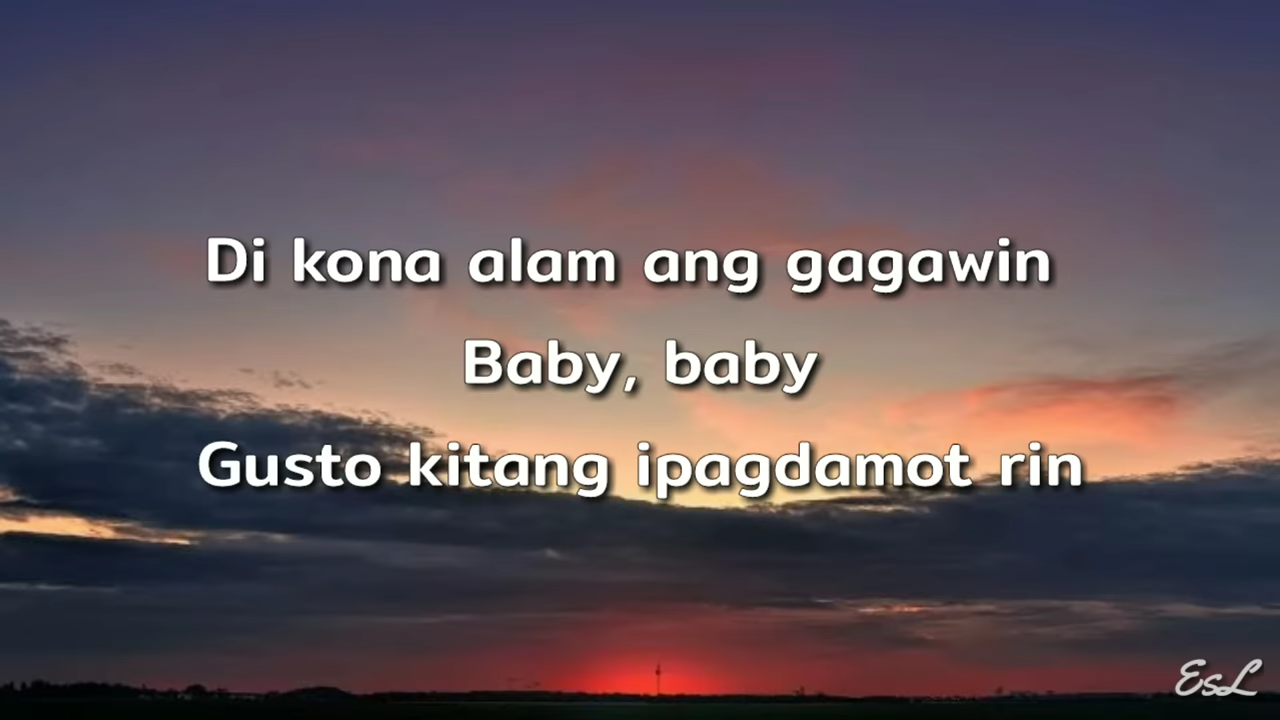 Di kona alam ang gagawin
Baby, baby
Gusto kitang ipagdamot rin
EsL